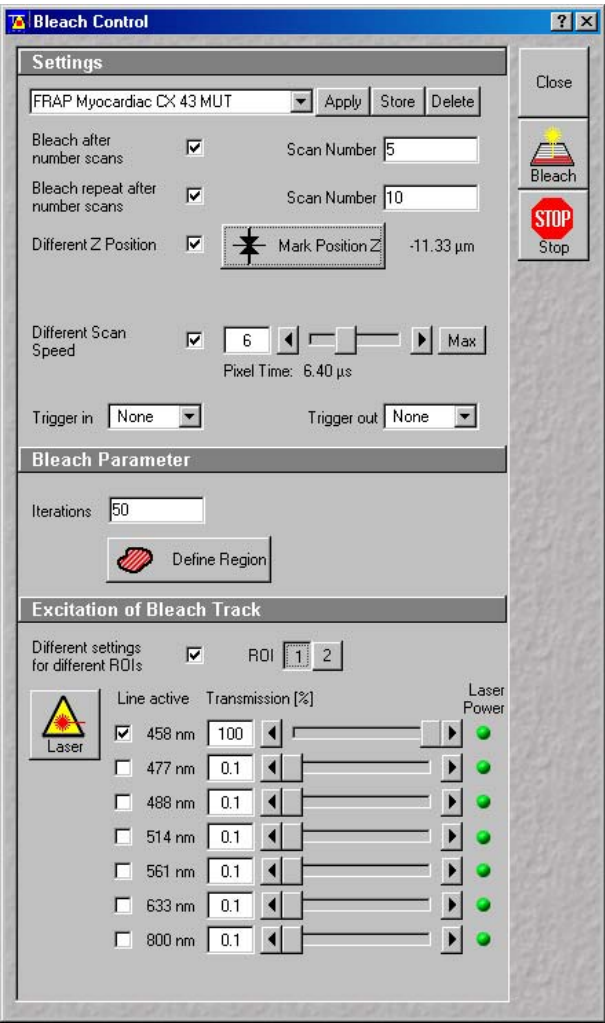 Bleach Control
Settings
Close
FRAP Myocardiac CX 43 MUT
Apply Store Delete
Bleach after
number scans
Scan Number 5
Bleach
Bleach repeat after
number scans
Scan Number 10
STOP
Stop
Different Z Position
Mark Position Z
-11.33 µm
Different Scan
Speed
6
Max
Pixel Time: 6.40 µs
Trigger in None
Trigger out None
Bleach Parameter
Iterations 50
Define Region
Excitation of Bleach Track
Different settings
for different ROIs
ROI 1 2
Laser
Line active Transmission [%]
Laser
Power
458 nm 100
477 nm 0.1
488 nm 0.1
514 nm 0.1
561 nm 0.1
633 nm 0.1
800 nm 0.1